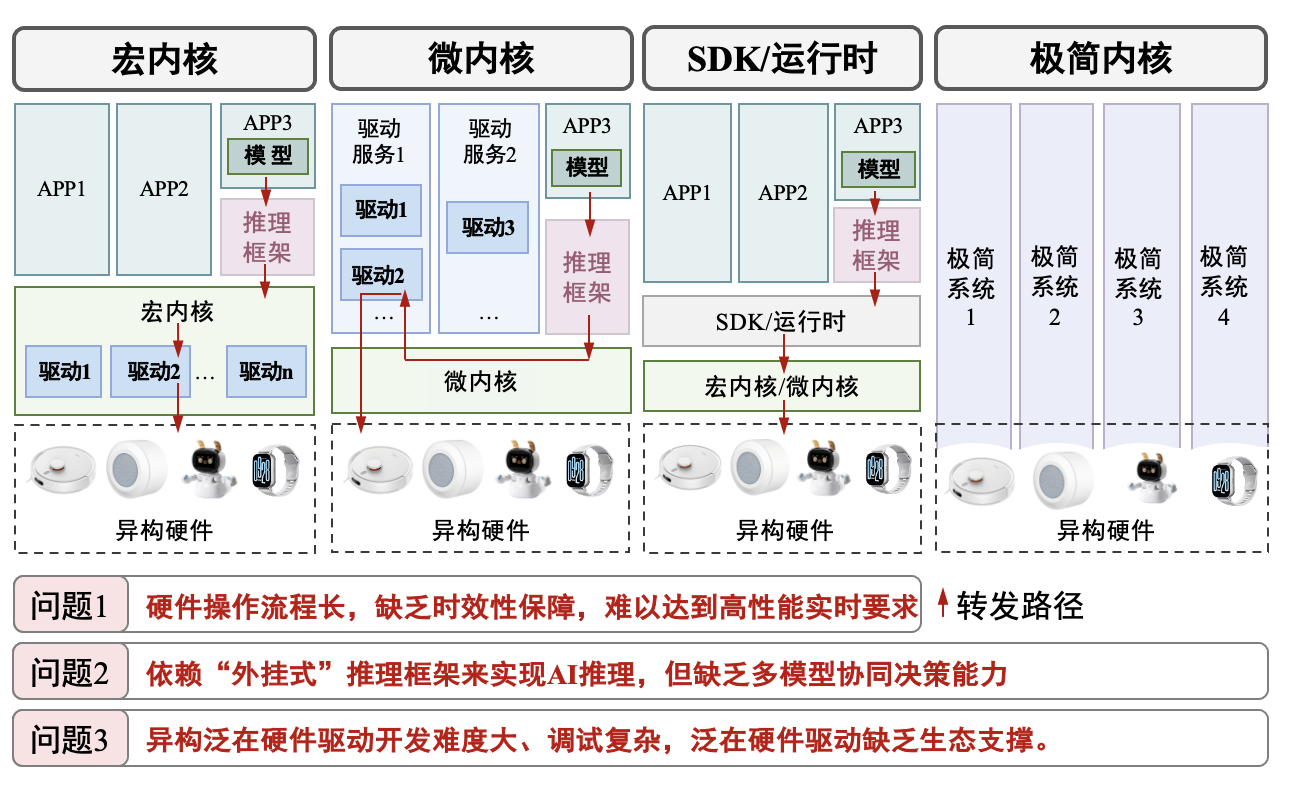 宏内核
微内核
SDK/运行时
极简内核
APP1
APP2
APP3
模 型
推理
框架
宏内核
驱动1
驱动2
…
驱动n
异构硬件
驱动
服务1
驱动1
驱动2
…
驱动
服务2
驱动3
…
APP3
模型
推理
框架
微内核
异构硬件
APP1
APP2
APP3
模型
推理
框架
SDK/运行时
宏内核/微内核
异构硬件
极简
系统
1
极简
系统
2
极简
系统
3
极简
系统
4
异构硬件
问题1
硬件操作流程长，缺乏时效性保障，难以达到高性能实时要求
转发路径
问题2
依赖“外挂式”推理框架来实现AI推理，但缺乏多模型协同决策能力
问题3
异构泛在硬件驱动开发难度大、调试复杂，泛在硬件驱动缺乏生态支撑。